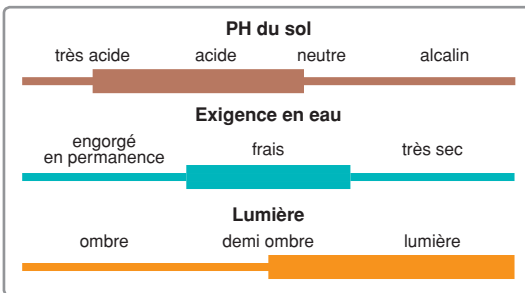 PH du sol
très acide acide neutre alcalin
Exigence en eau
engorgé
en permanence frais très sec
Lumière
ombre demi ombre lumière